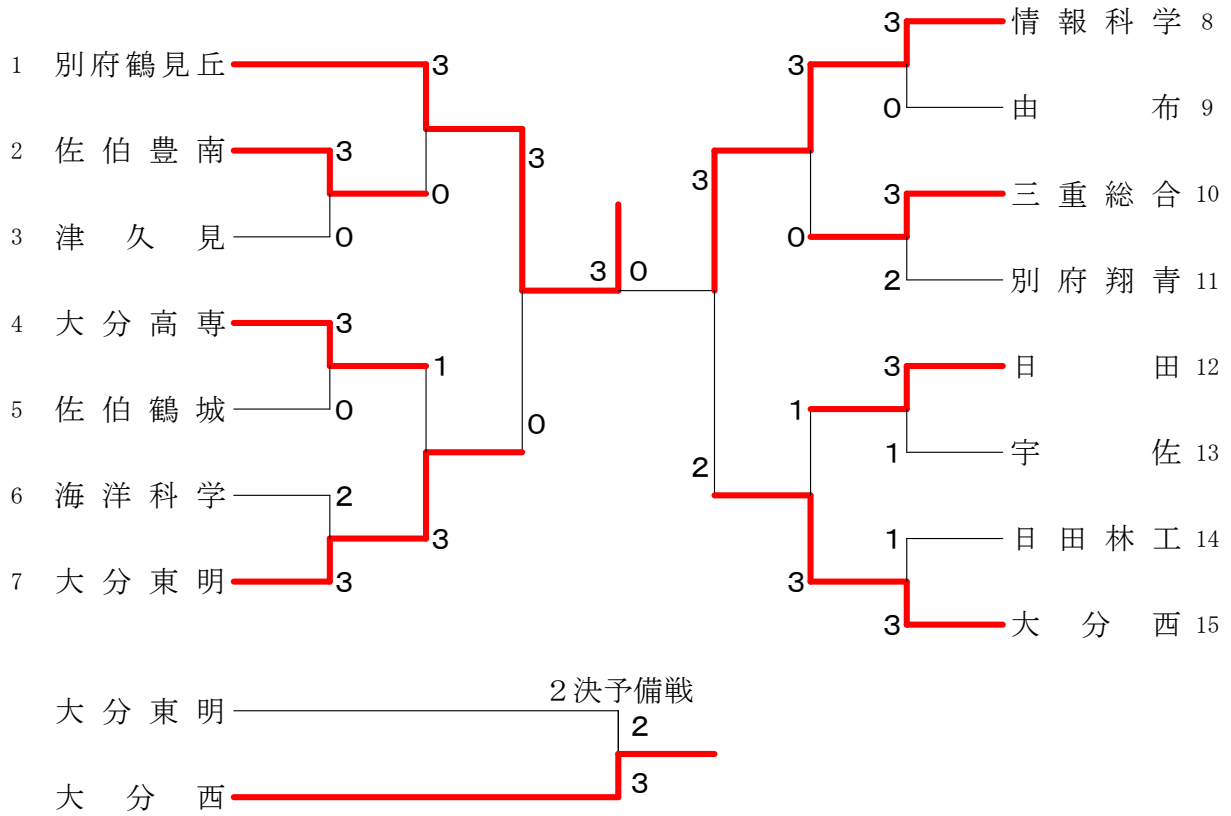 1 別府鶴見丘
3
2 佐伯豊南
3
0
3 津久見
0
3
4 大分高専
3
1
5 佐伯鶴城
0
0
6 海洋科学
2
3
7 大分東明
3
3 0
情報科学 8
3
3
由布 9
0
3
三重総合 10
3
0
別府翔青 11
2
日田 12
3
1
宇佐 13
1
2
日田林工 14
1
3
大分西 15
3
2決予備戦
大分東明
2
大分西
3